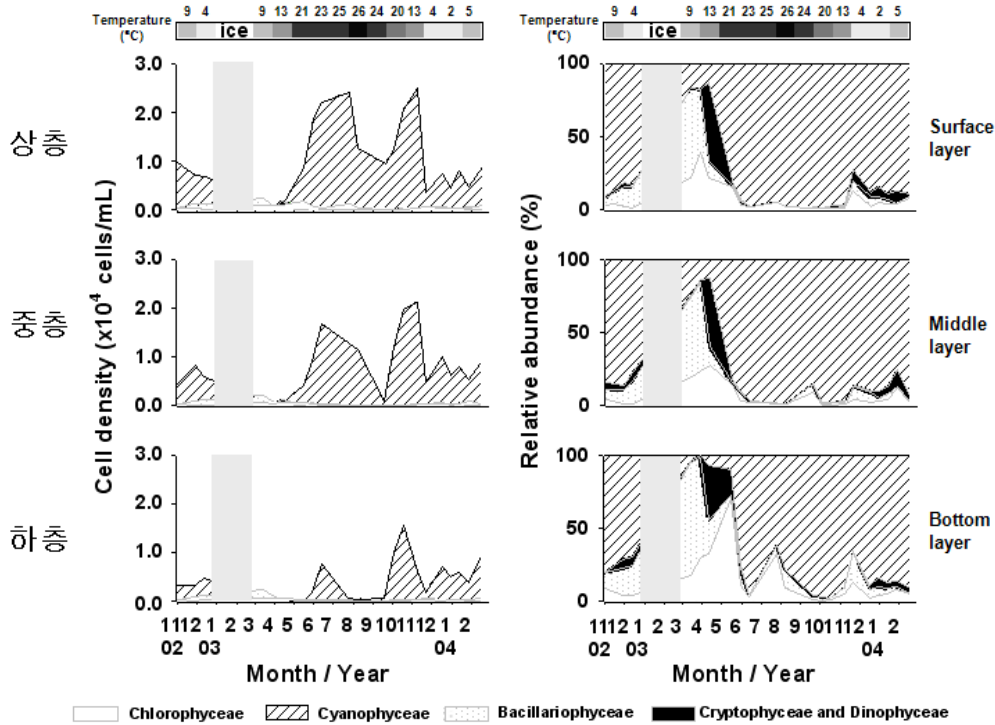 Temperature
(°C)
9 4 ice 9 13 21 23 25 26 24 20 13 4 2 5
Temperature
(°C)
9 4 ice 9 13 21 23 25 26 24 20 13 4 2 5
상층
중층
하층
Cell density (x10⁴ cells/mL)
3.0
2.0
1.0
0.0
3.0
2.0
1.0
0.0
3.0
2.0
1.0
0.0
11 12 1 2 3 4 5 6 7 8 9 10 11 12 1 2
02 03 04
Month / Year
Relative abundance (%)
100
50
0
100
50
0
100
50
0
11 12 1 2 3 4 5 6 7 8 9 10 11 12 1 2
02 03 04
Month / Year
Surface
layer
Middle
layer
Bottom
layer
Chlorophyceae Cyanophyceae Bacillariophyceae Cryptophyceae and Dinophyceae